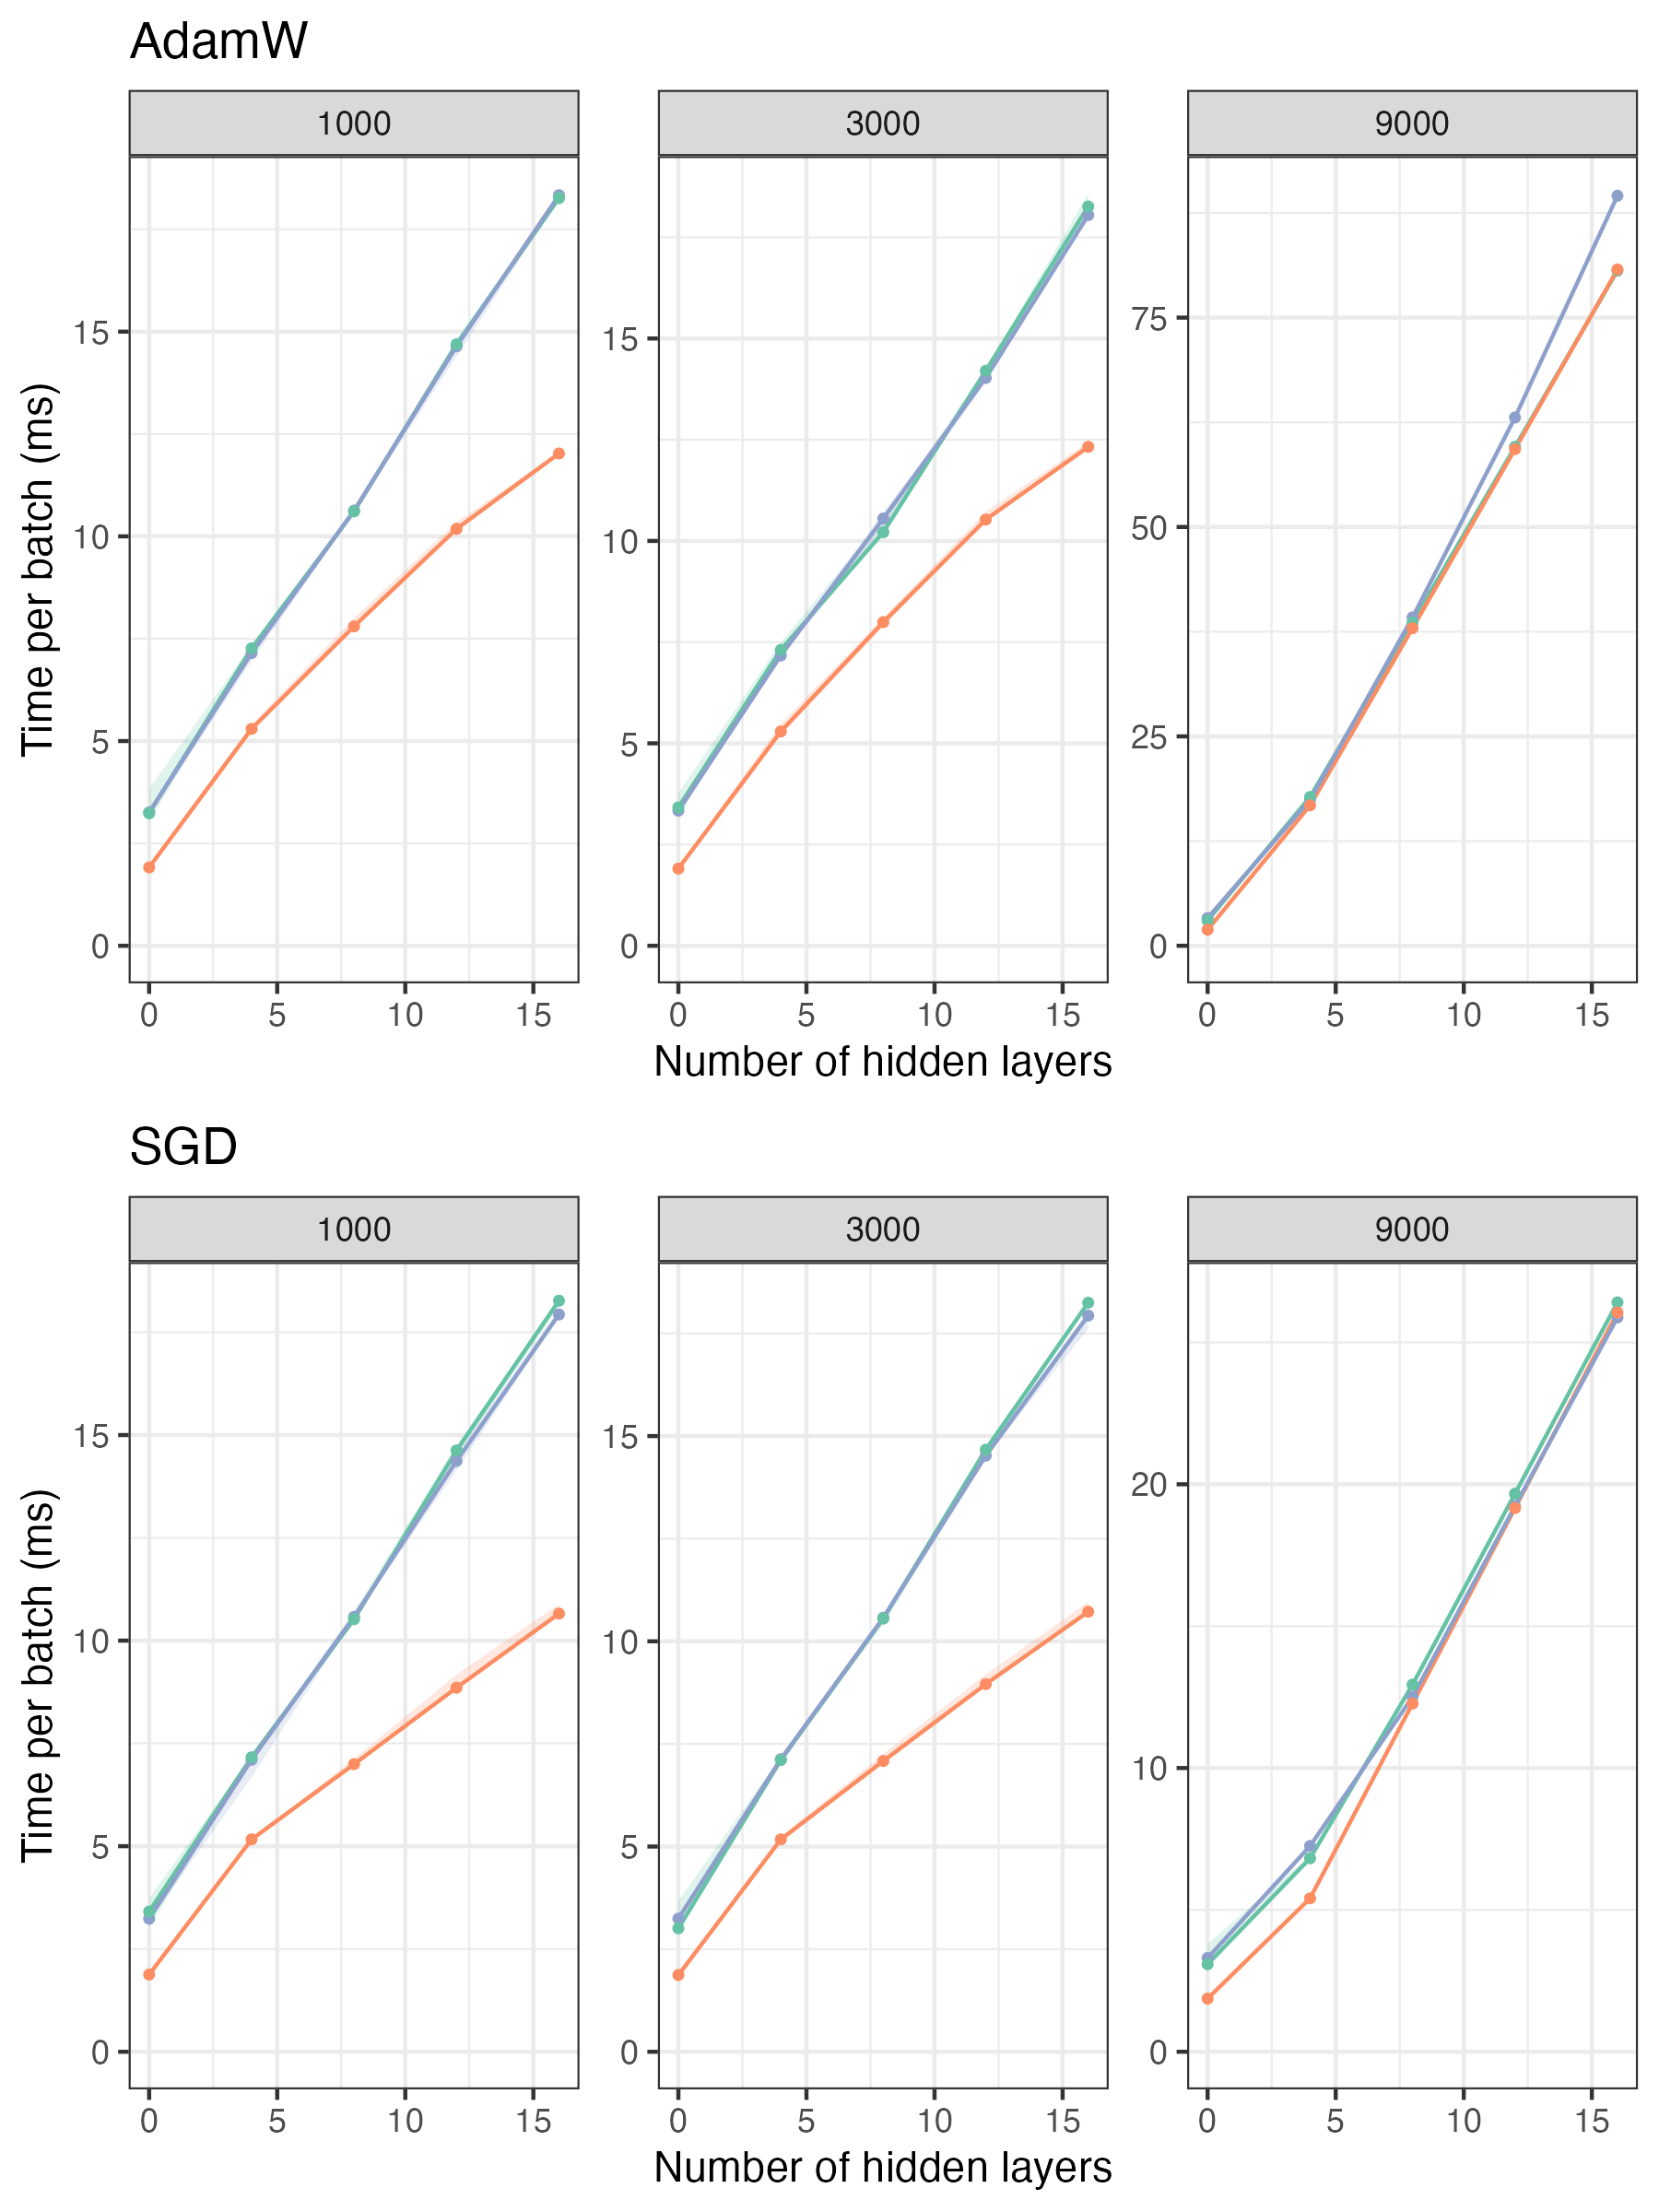 AdamW
1000 3000 9000
Time per batch (ms)
15 15 75
10 10 50
5 5 25
0 0 0
0 5 10 15 0 5 10 15 0 5 10 15
Number of hidden layers
SGD
1000 3000 9000
Time per batch (ms)
15 15 20
10 10 10
5 5
0 0 0
0 5 10 15 0 5 10 15 0 5 10 15
Number of hidden layers